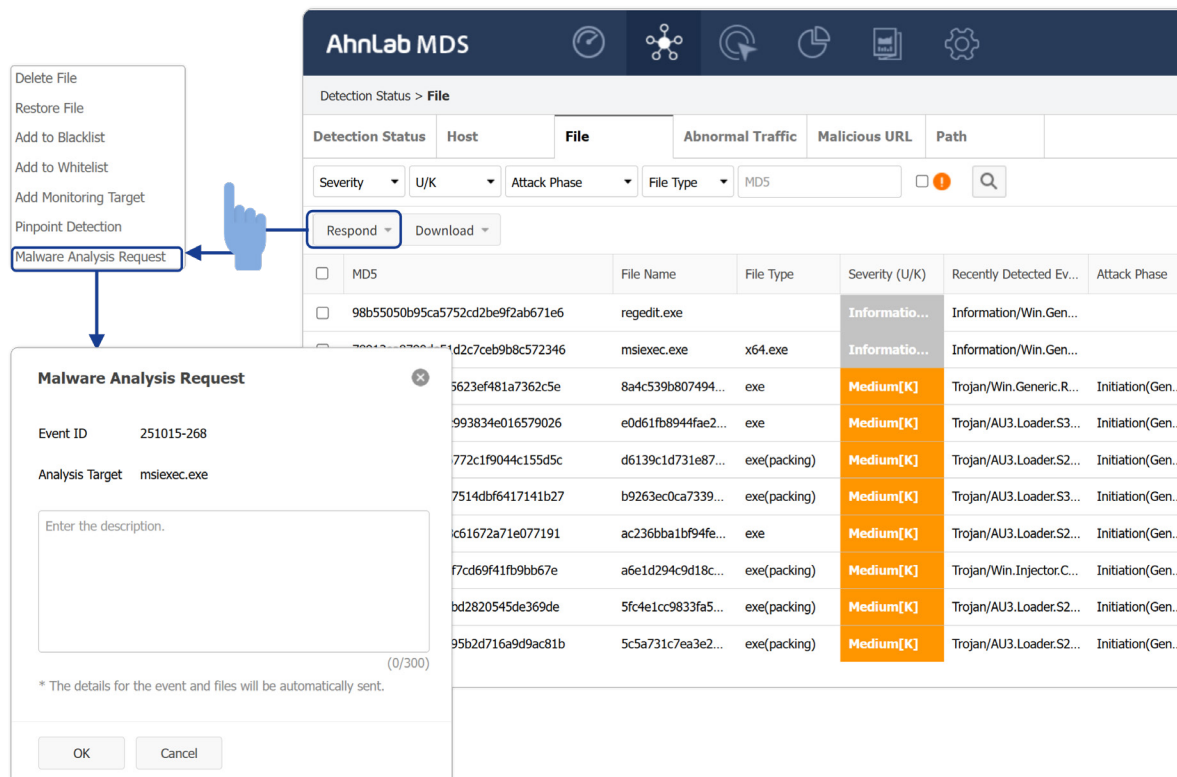 AhnLab MDS
Delete File
Restore File
Add to Blacklist
Add to Whitelist
Add Monitoring Target
Pinpoint Detection
Malware Analysis Request
Detection Status > File
Detection Status Host File Abnormal Traffic Malicious URL Path
Severity U/K Attack Phase File Type MD5
Respond Download
MD5 File Name File Type Severity (U/K) Recently Detected Ev... Attack Phase
98b55050b95ca5752cd2be9f2ab671e6 regedit.exe Informatio... Information/Win.Gen...
msiexec.exe x64.exe Informatio... Information/Win.Gen...
5623ef481a7362c5e 8a4c539b807494... exe Medium[K] Trojan/Win.Generic.R... Initiation(Gen..
993834e016579026 e0d61fb8944fae2... exe Medium[K] Trojan/AU3.Loader.S3... Initiation(Gen..
772c1f9044c155d5c d6139c1d731e87... exe(packing) Medium[K] Trojan/AU3.Loader.S2... Initiation(Gen..
7514dbf6417141b27 b9263ec0ca7339... exe(packing) Medium[K] Trojan/AU3.Loader.S3... Initiation(Gen..
c61672a71e077191 ac236bba1bf94fe... exe Medium[K] Trojan/AU3.Loader.S2... Initiation(Gen..
f7cd69f41fb9bb67e a6e1d294c9d18c... exe(packing) Medium[K] Trojan/Win.Injector.C... Initiation(Gen..
bd2820545de369de 5fc4e1cc9833fa5... exe(packing) Medium[K] Trojan/AU3.Loader.S2... Initiation(Gen..
95b2d716a9d9ac81b 5c5a731c7ea3e2... exe(packing) Medium[K] Trojan/AU3.Loader.S2... Initiation(Gen..
Malware Analysis Request
Event ID 251015-268
Analysis Target msiexec.exe
Enter the description.
(0/300)
* The details for the event and files will be automatically sent.
OK Cancel